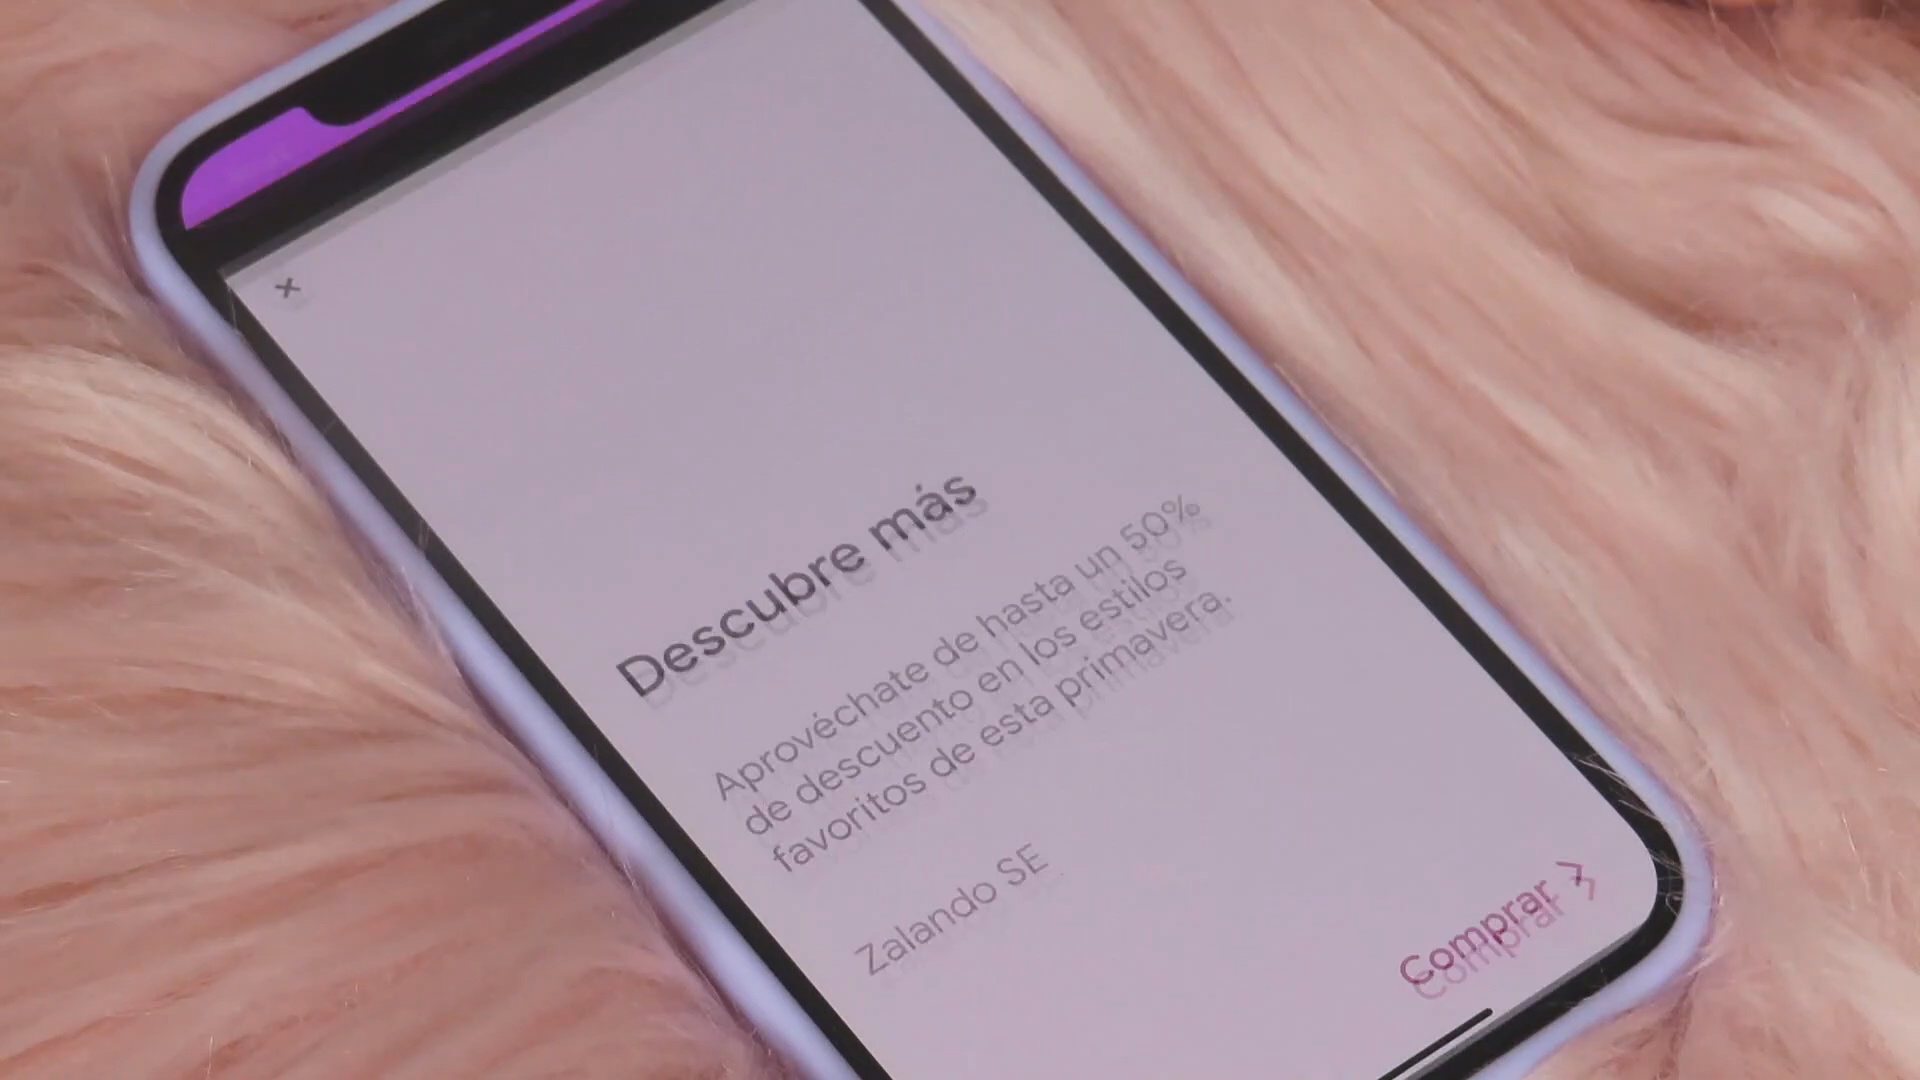 Descubre más
Aprovéchate de hasta un 50%
de descuento en los estilos
favoritos de esta primavera.
Zalando SE
Comprar